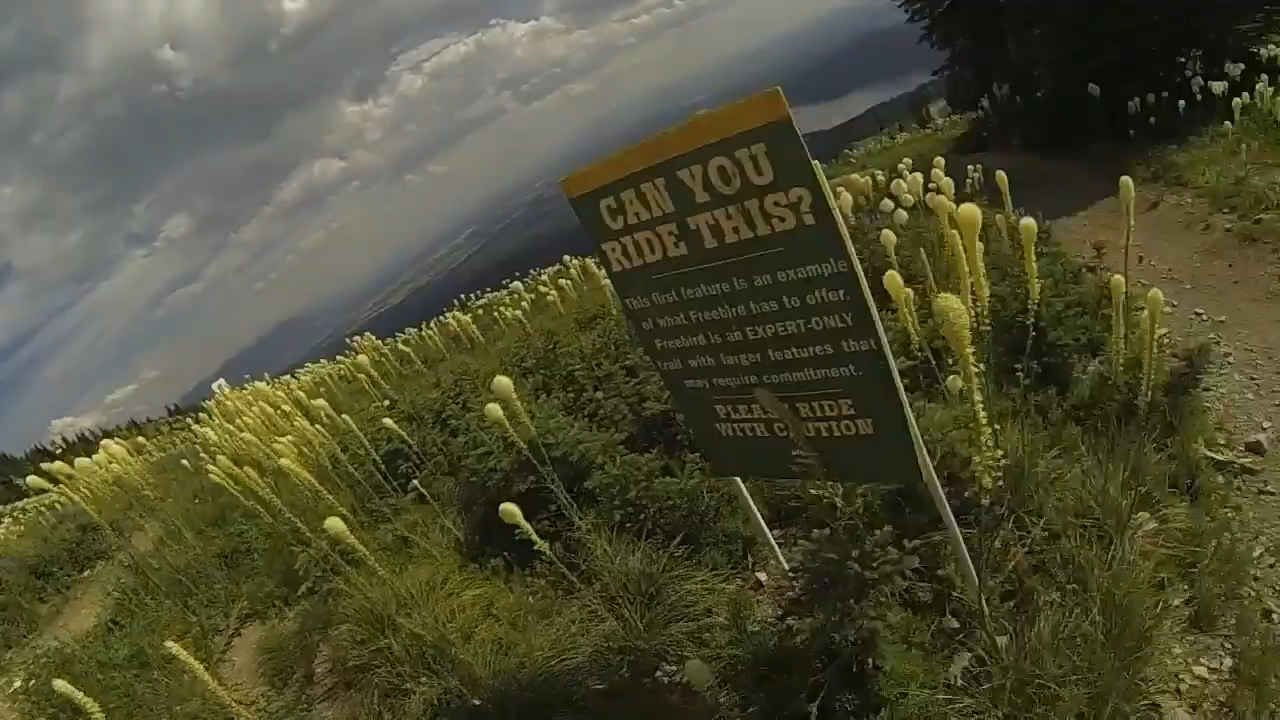 CAN YOU
RIDE THIS?
This first feature is an example
of what Freebird has to offer.
Freebird is an EXPERT-ONLY
trail with larger features that
may require commitment.
PLEASE RIDE
WITH CAUTION